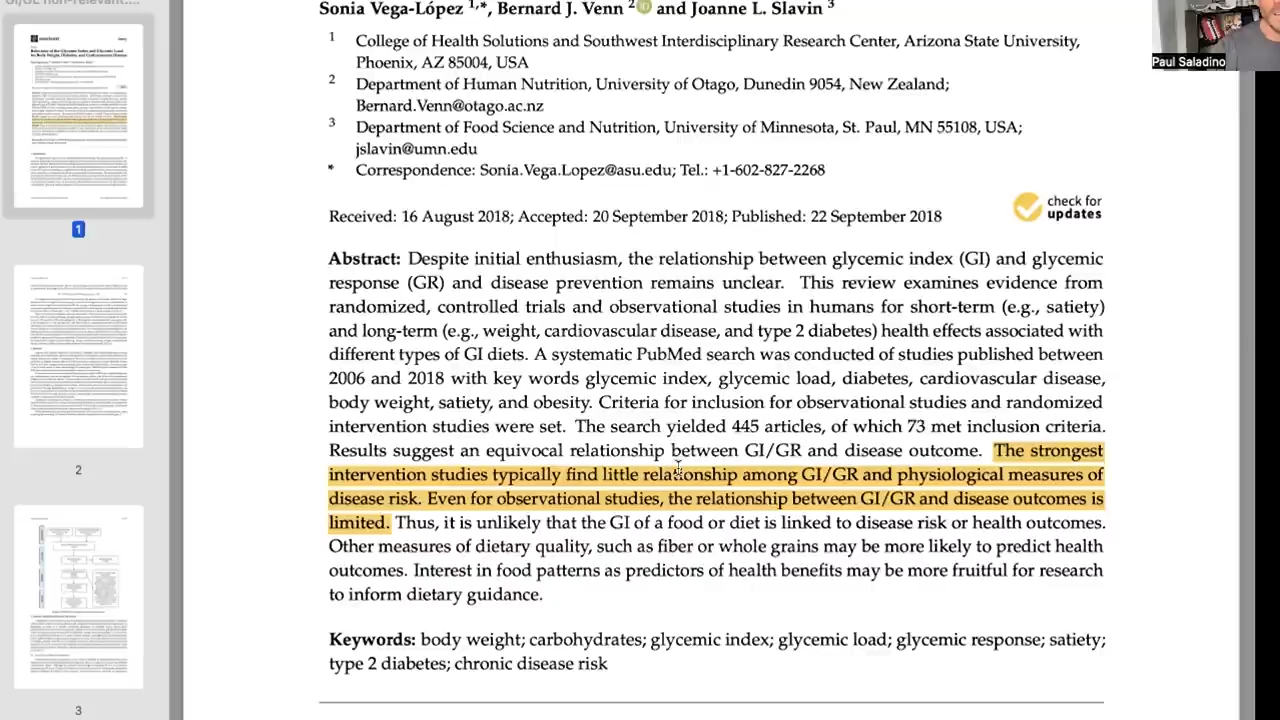 GI/GL non-relevant....
1
2
3
Paul Saladino
Sonia Vega-López 1,*, Bernard J. Venn 2 and Joanne L. Slavin 3
1 College of Health Solutions and Southwest Interdisciplinary Research Center, Arizona State University,
Phoenix, AZ 85004, USA
2 Department of Human Nutrition, University of Otago, Dunedin 9054, New Zealand;
Bernard.Venn@otago.ac.nz
3 Department of Food Science and Nutrition, University of Minnesota, St. Paul, MN 55108, USA;
jslavin@umn.edu
* Correspondence: Sonia.Vega.Lopez@asu.edu; Tel.: +1-602-827-2268
Received: 16 August 2018; Accepted: 20 September 2018; Published: 22 September 2018
check for
updates
Abstract: Despite initial enthusiasm, the relationship between glycemic index (GI) and glycemic
response (GR) and disease prevention remains unclear. This review examines evidence from
randomized, controlled trials and observational studies in humans for short-term (e.g., satiety)
and long-term (e.g., weight, cardiovascular disease, and type 2 diabetes) health effects associated with
different types of GI diets. A systematic PubMed search was conducted of studies published between
2006 and 2018 with key words glycemic index, glycemic load, diabetes, cardiovascular disease,
body weight, satiety, and obesity. Criteria for inclusion for observational studies and randomized
intervention studies were set. The search yielded 445 articles, of which 73 met inclusion criteria.
Results suggest an equivocal relationship between GI/GR and disease outcome. The strongest
intervention studies typically find little relationship among GI/GR and physiological measures of
disease risk. Even for observational studies, the relationship between GI/GR and disease outcomes is
limited. Thus, it is unlikely that the GI of a food or diet is linked to disease risk or health outcomes.
Other measures of dietary quality, such as fiber or whole grains may be more likely to predict health
outcomes. Interest in food patterns as predictors of health benefits may be more fruitful for research
to inform dietary guidance.
Keywords: body weight; carbohydrates; glycemic index; glycemic load; glycemic response; satiety;
type 2 diabetes; chronic disease risk